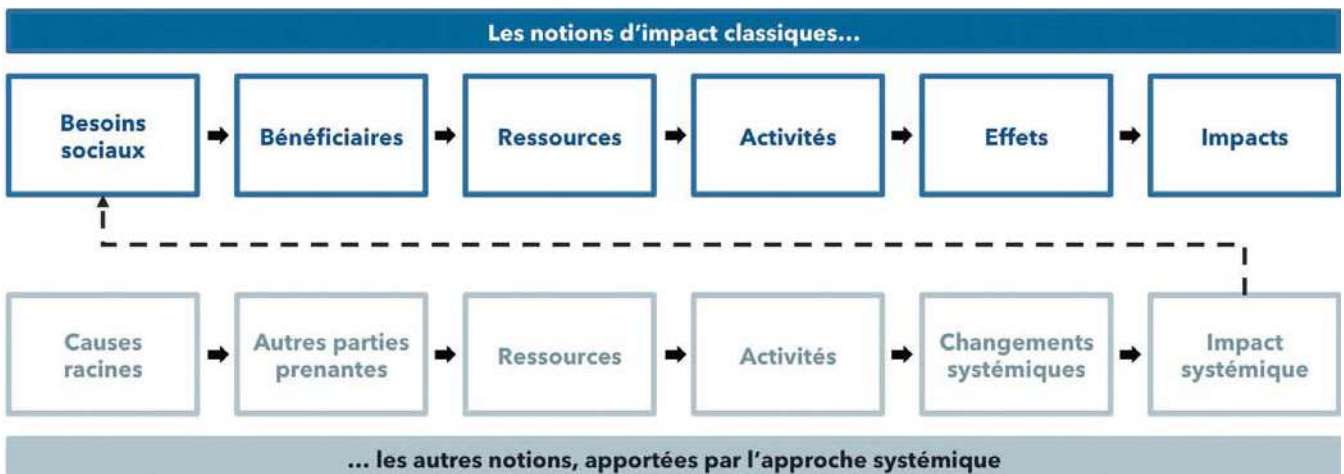 Les notions d'impact classiques...
Besoins
sociaux
Bénéficiaires
Ressources
Activités
Effets
Impacts
Causes
racines
Autres parties
prenantes
Ressources
Activités
Changements
systémiques
Impact
systémique
... les autres notions, apportées par l'approche systémique